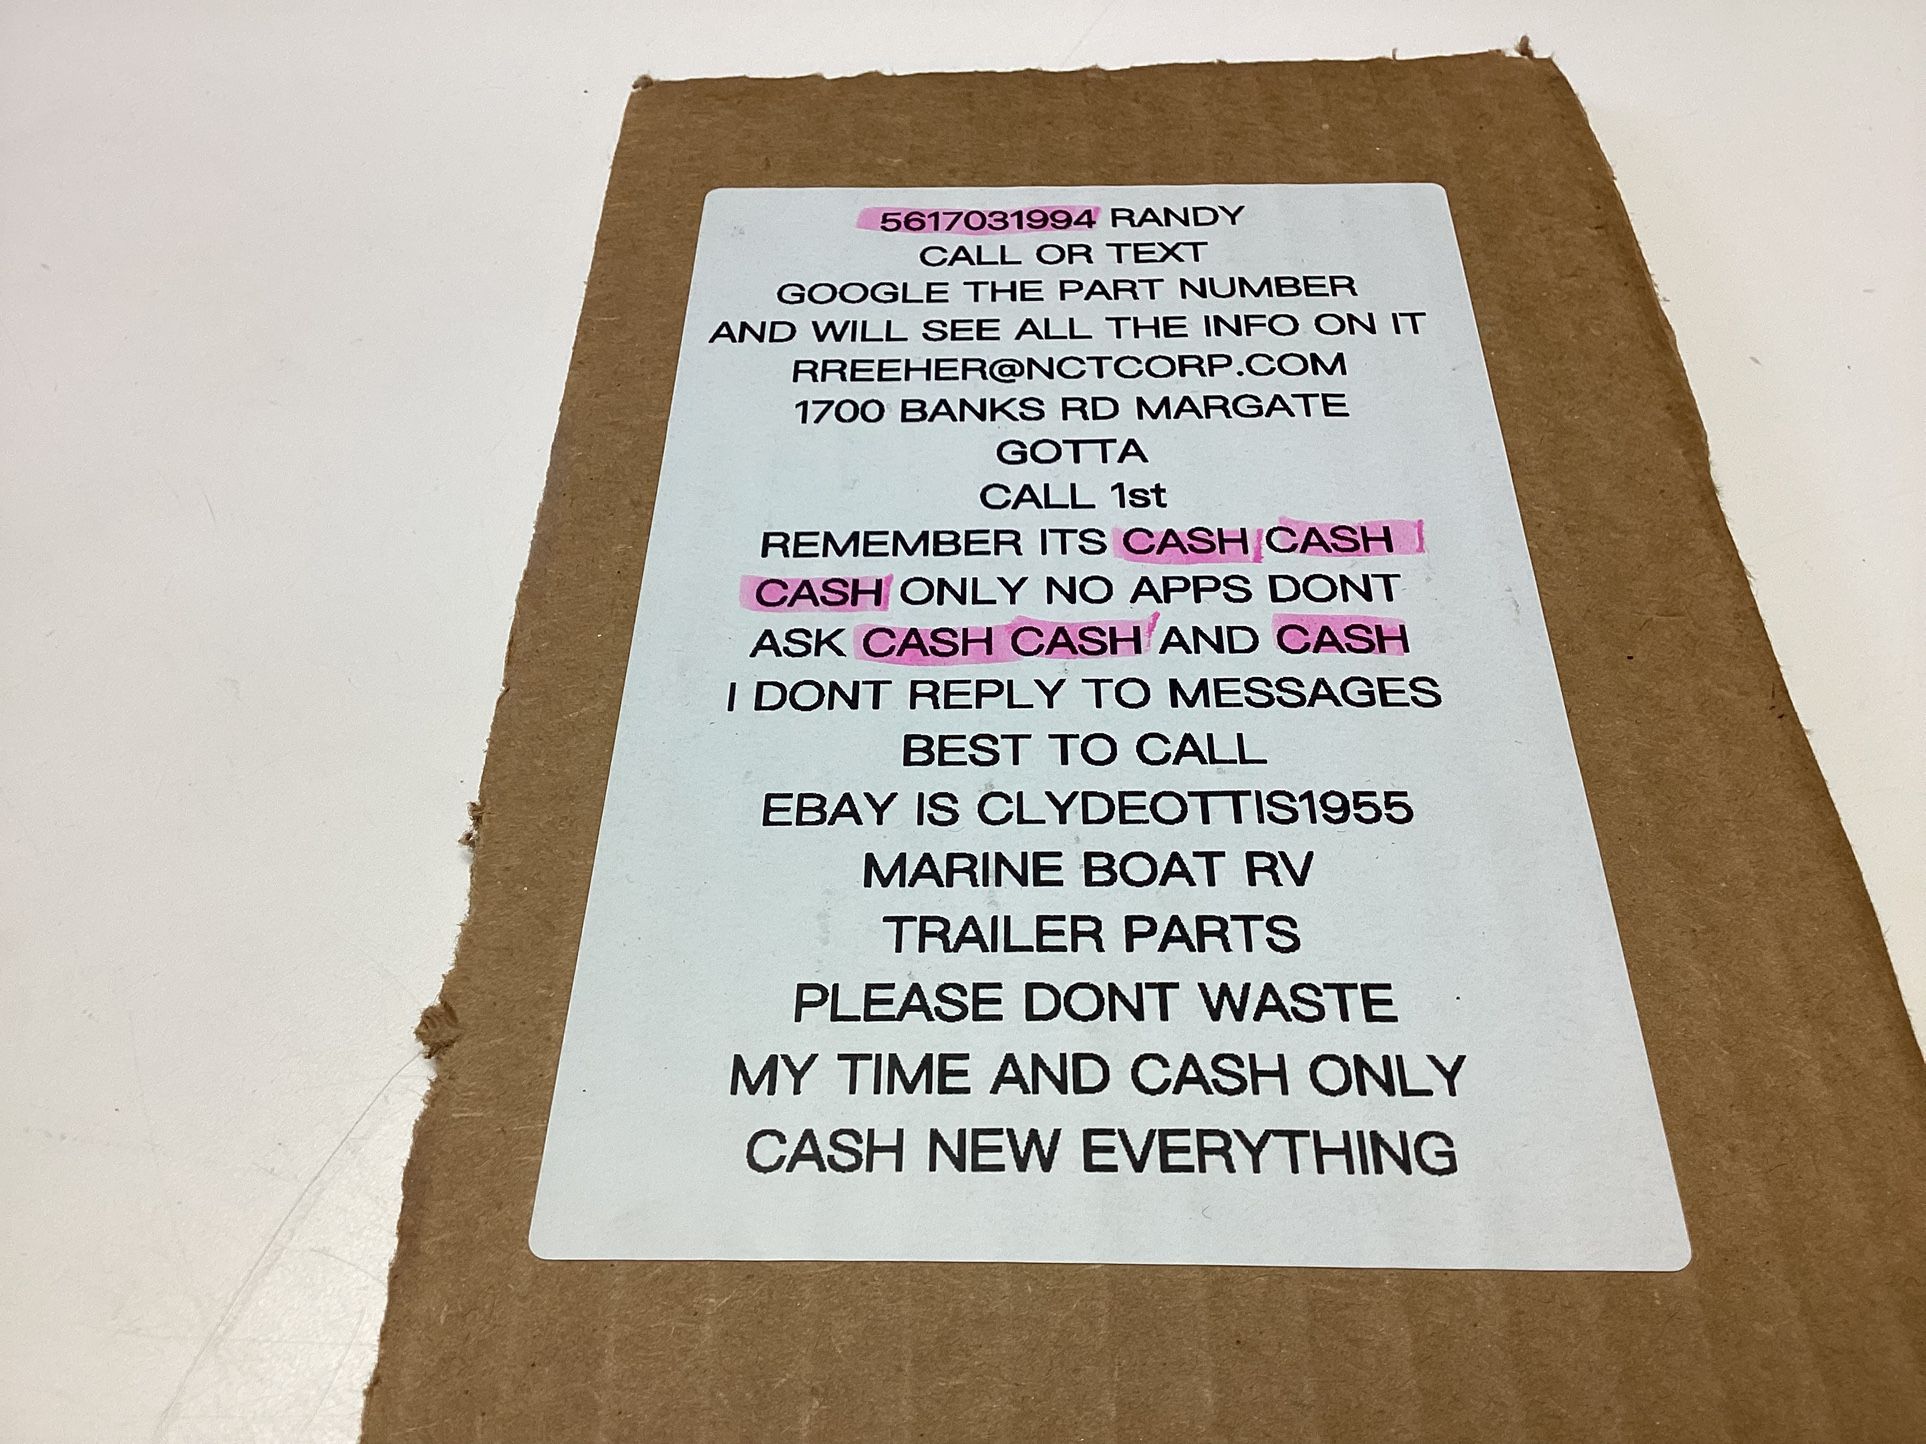 5617031994 RANDY
CALL OR TEXT
GOOGLE THE PART NUMBER
AND WILL SEE ALL THE INFO ON IT
RREEHER@NCTCORP.COM
1700 BANKS RD MARGATE
GOTTA
CALL 1st
REMEMBER ITS CASH CASH
CASH ONLY NO APPS DONT
ASK CASH CASH AND CASH
I DONT REPLY TO MESSAGES
BEST TO CALL
EBAY IS CLYDEOTTIS1955
MARINE BOAT RV
TRAILER PARTS
PLEASE DONT WASTE
MY TIME AND CASH ONLY
CASH NEW EVERYTHING